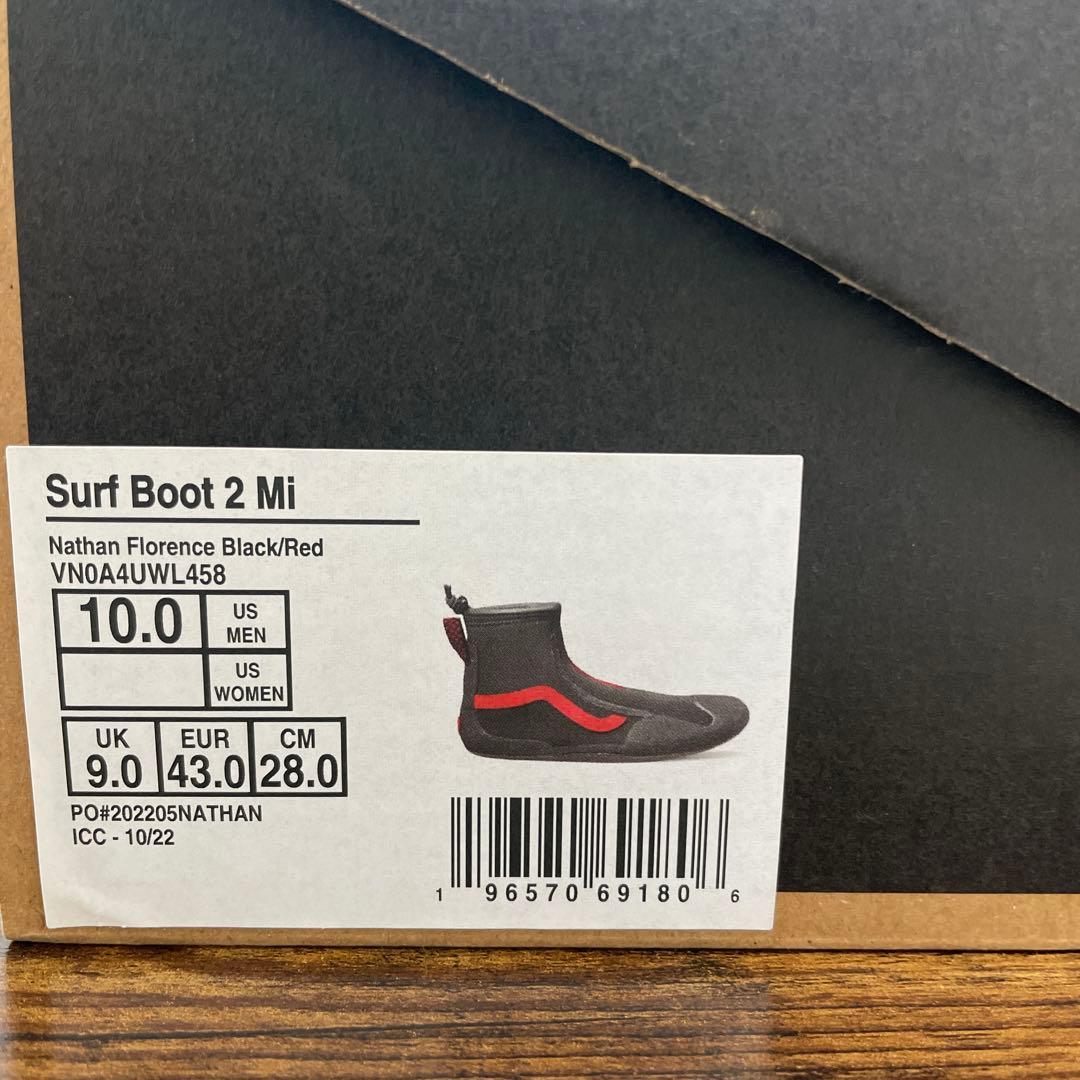 Surf Boot 2 Mi
Nathan Florence Black/Red
VN0A4UWL458
10.0 US MEN
US WOMEN
UK EUR CM
9.0 43.0 28.0
PO#202205NATHAN
ICC - 10/22
1 96570 69180 6